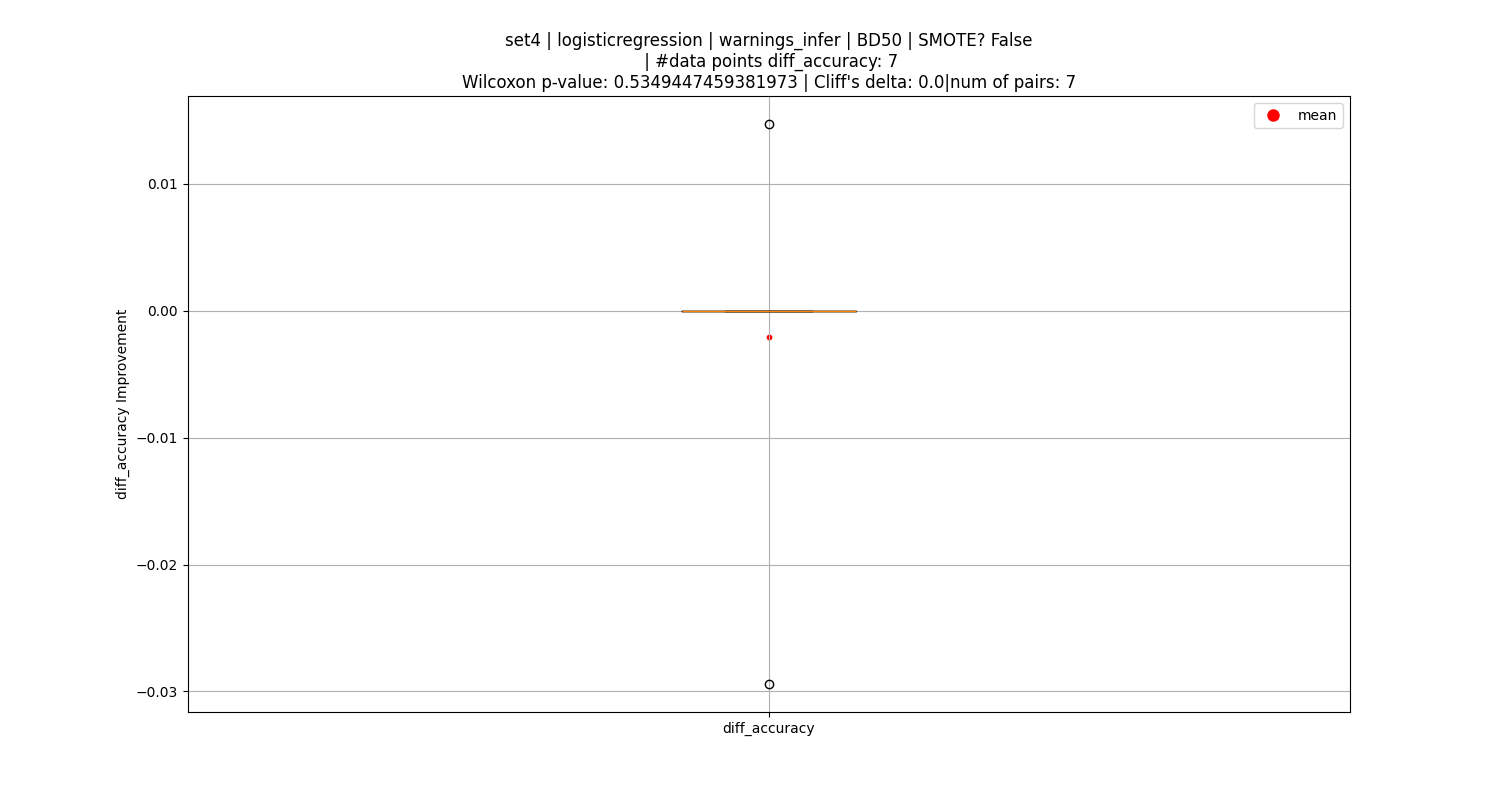 set4 | logisticregression | warnings_infer | BD50 | SMOTE? False
| #data points diff_accuracy: 7
Wilcoxon p-value: 0.5349447459381973 | Cliff's delta: 0.0|num of pairs: 7
mean
0.01
0.00
−0.01
−0.02
−0.03
diff_accuracy Improvement
diff_accuracy